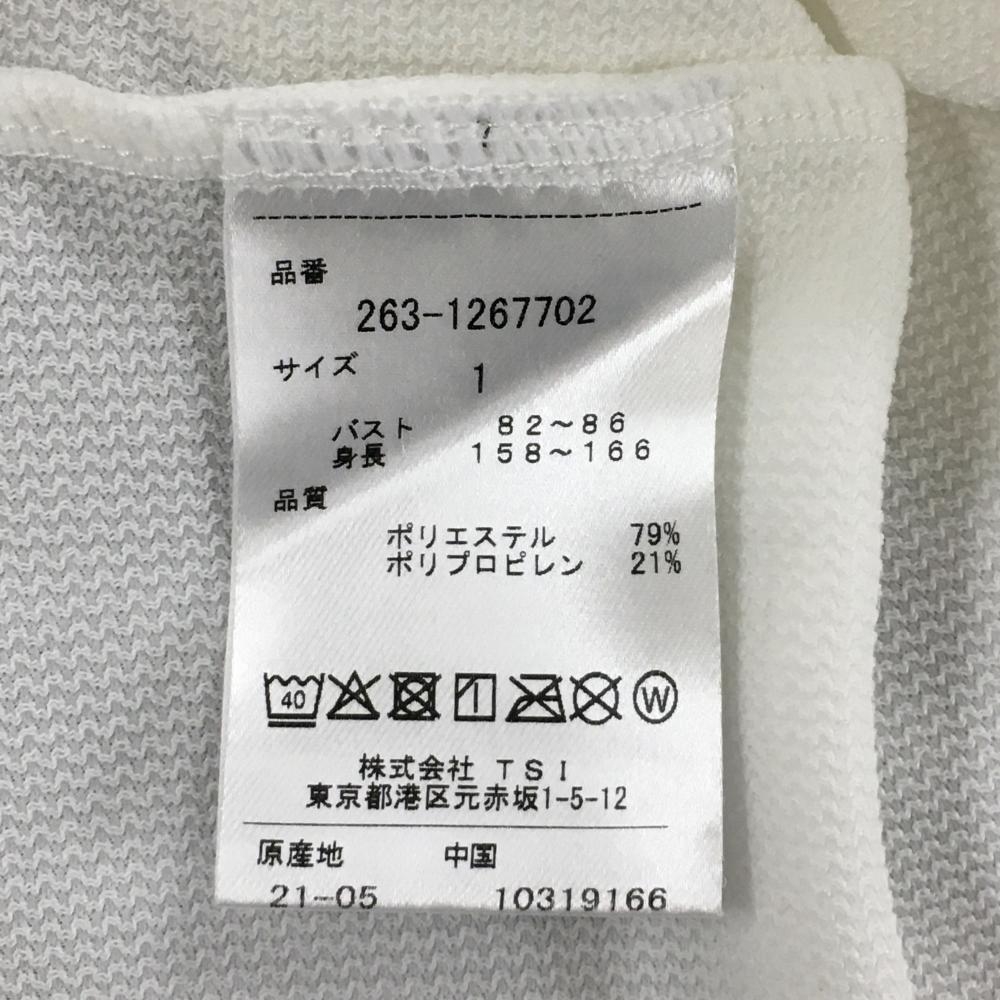 品番
263-1267702
サイズ 1
バスト 82～86
身長 158～166
品質
ポリエステル 79%
ポリプロピレン 21%
40 W
株式会社 TSI
東京都港区元赤坂1-5-12
原産地 中国
21-05 10319166